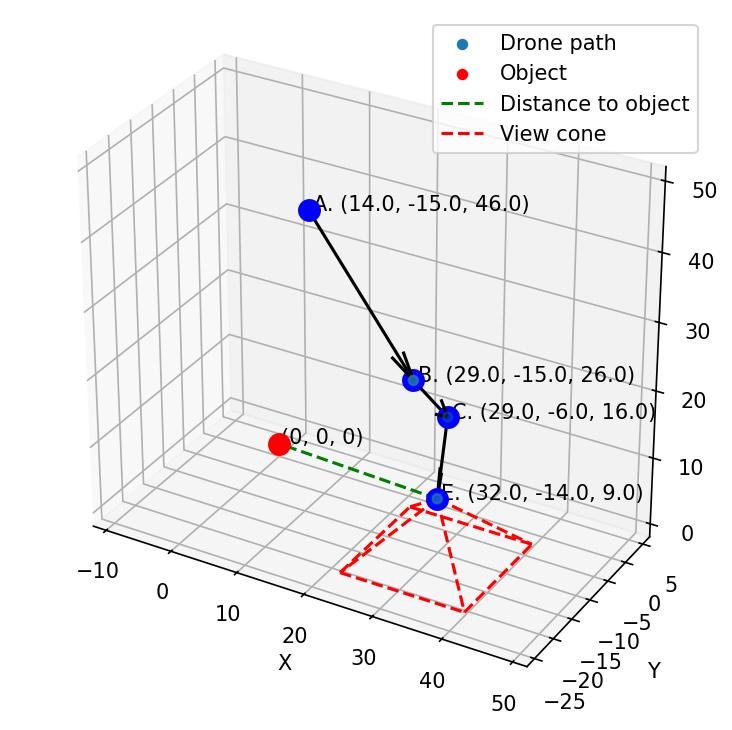 Drone path
Object
Distance to object
View cone
A. (14.0, -15.0, 46.0)
B. (29.0, -15.0, 26.0)
C. (29.0, -6.0, 16.0)
(0, 0, 0)
E. (32.0, -14.0, 9.0)
50
40
30
20
10
0
−10
0
10
20
30
40
50
X
5
0
−5
−10
−15
−20
−25
Y